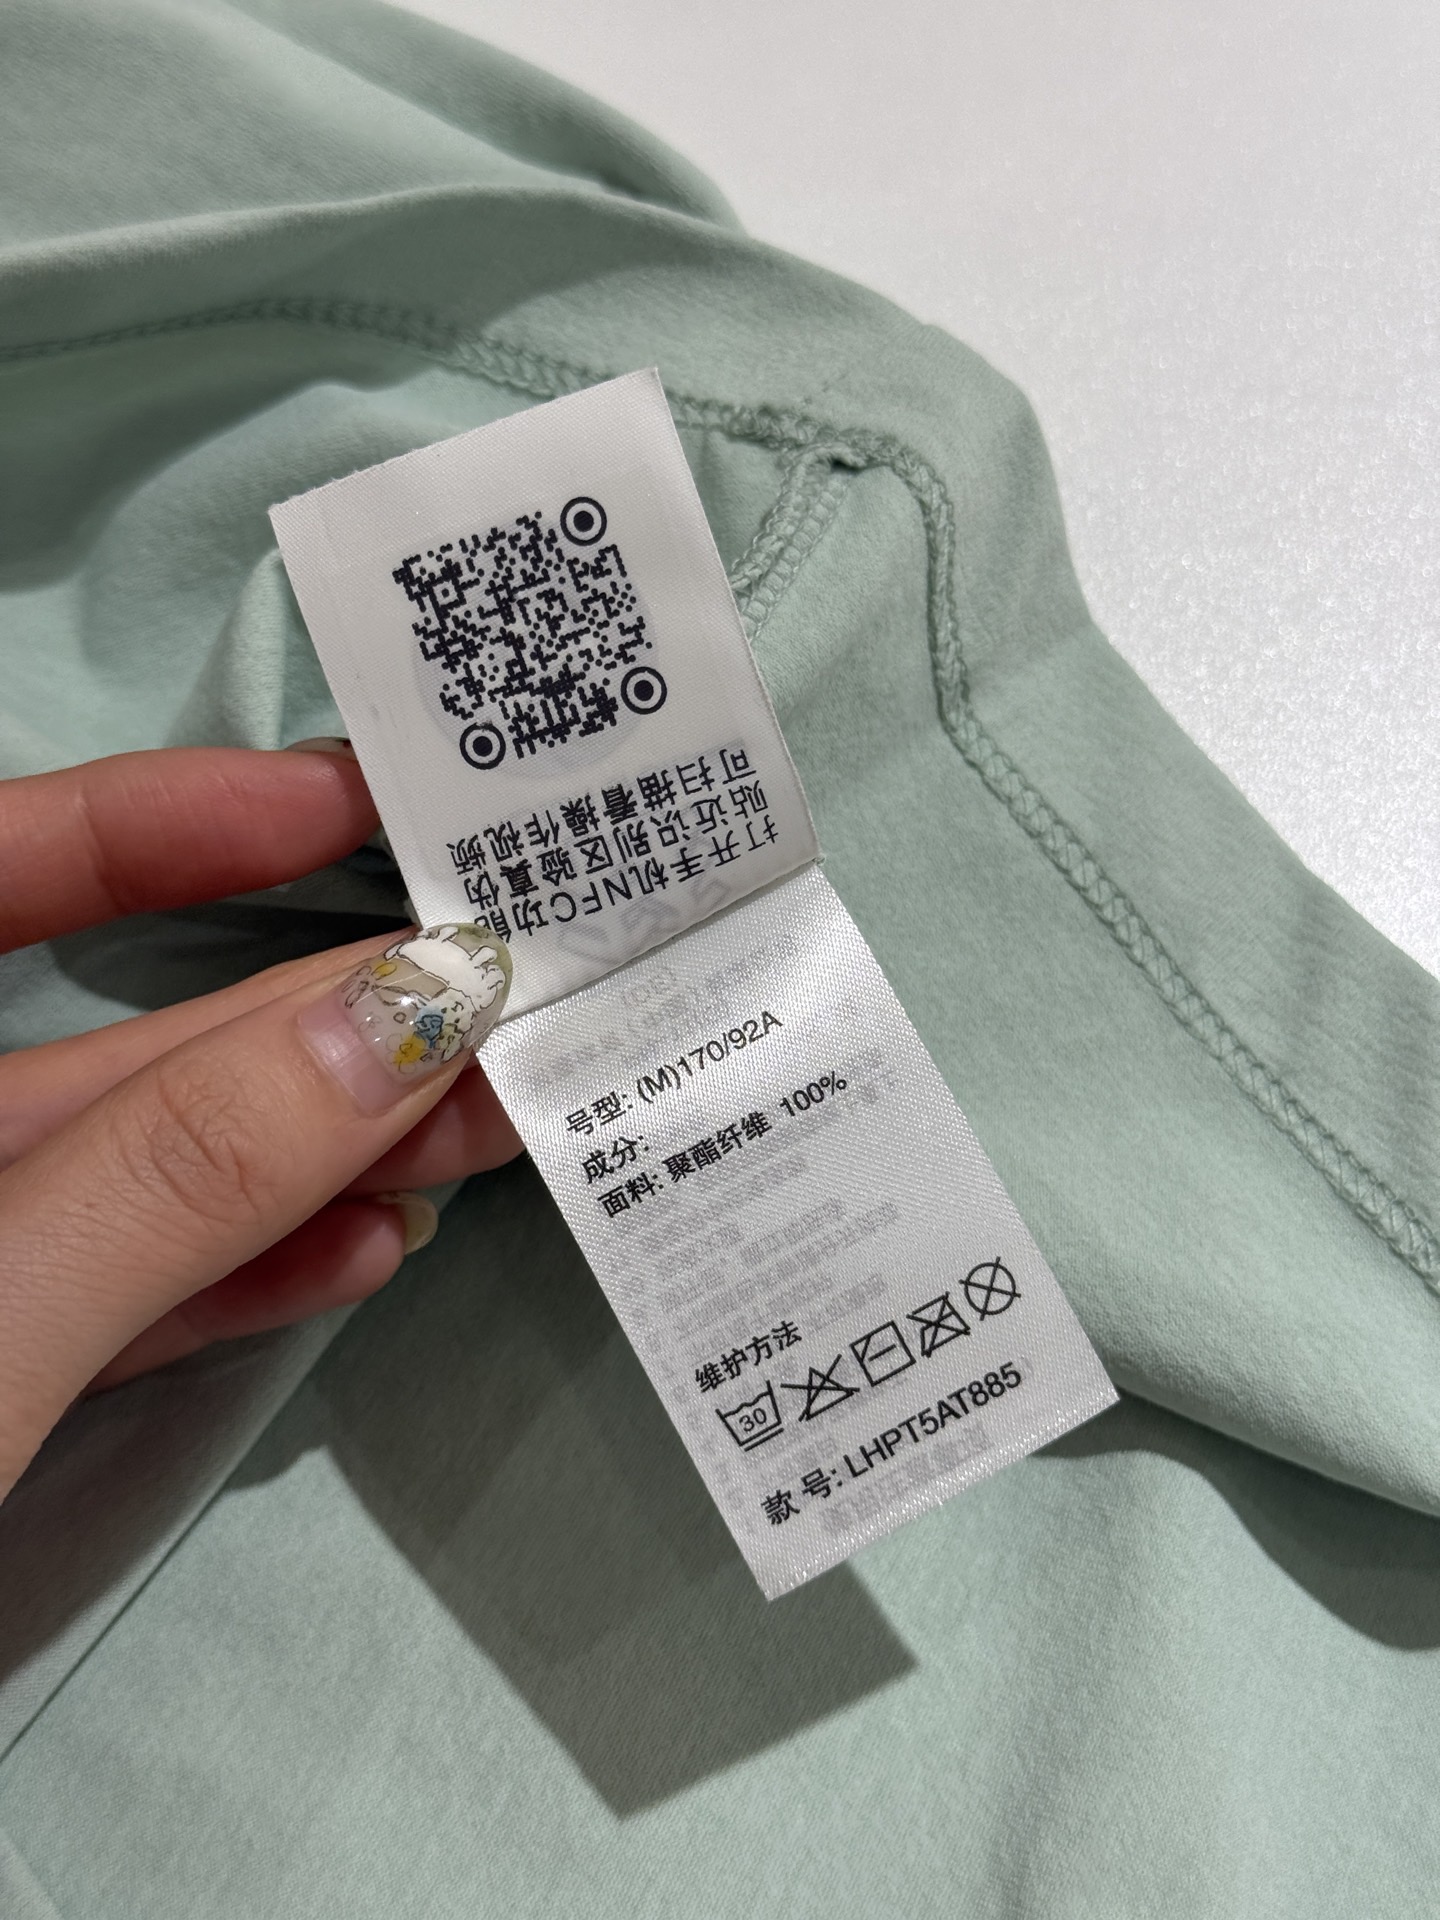 打开手机NFC功能
贴近识别区验真伪
可扫描看操作视频
号型: (M)170/92A
成分:
面料: 聚酯纤维 100%
维护方法
30
款 号: LHPT5AT885